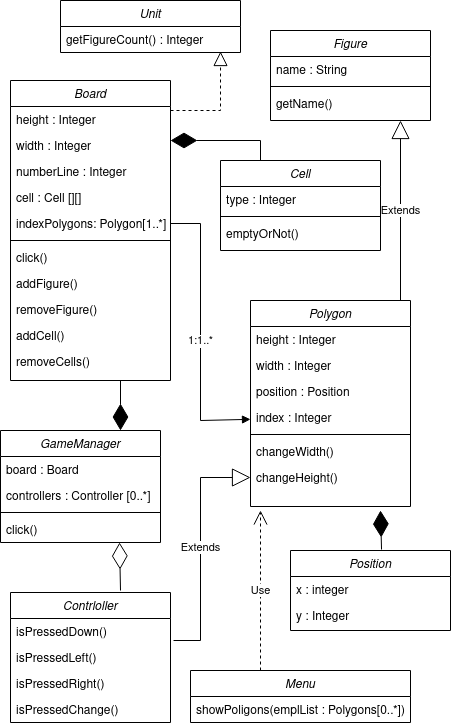 Unit
getFigureCount() : Integer
Figure
name : String
getName()
Board
height : Integer
width : Integer
numberLine : Integer
cell : Cell [][]
indexPolygons: Polygon[1..*]
click()
addFigure()
removeFigure()
addCell()
removeCells()
Cell
type : Integer
emptyOrNot()
Extends
Polygon
height : Integer
width : Integer
position : Position
index : Integer
changeWidth()
changeHeight()
1:1..*
GameManager
board : Board
controllers : Controller [0..*]
click()
Extends
Use
Position
x : integer
y : Integer
Contrloller
isPressedDown()
isPressedLeft()
isPressedRight()
isPressedChange()
Menu
showPoligons(emplList : Polygons[0..*])